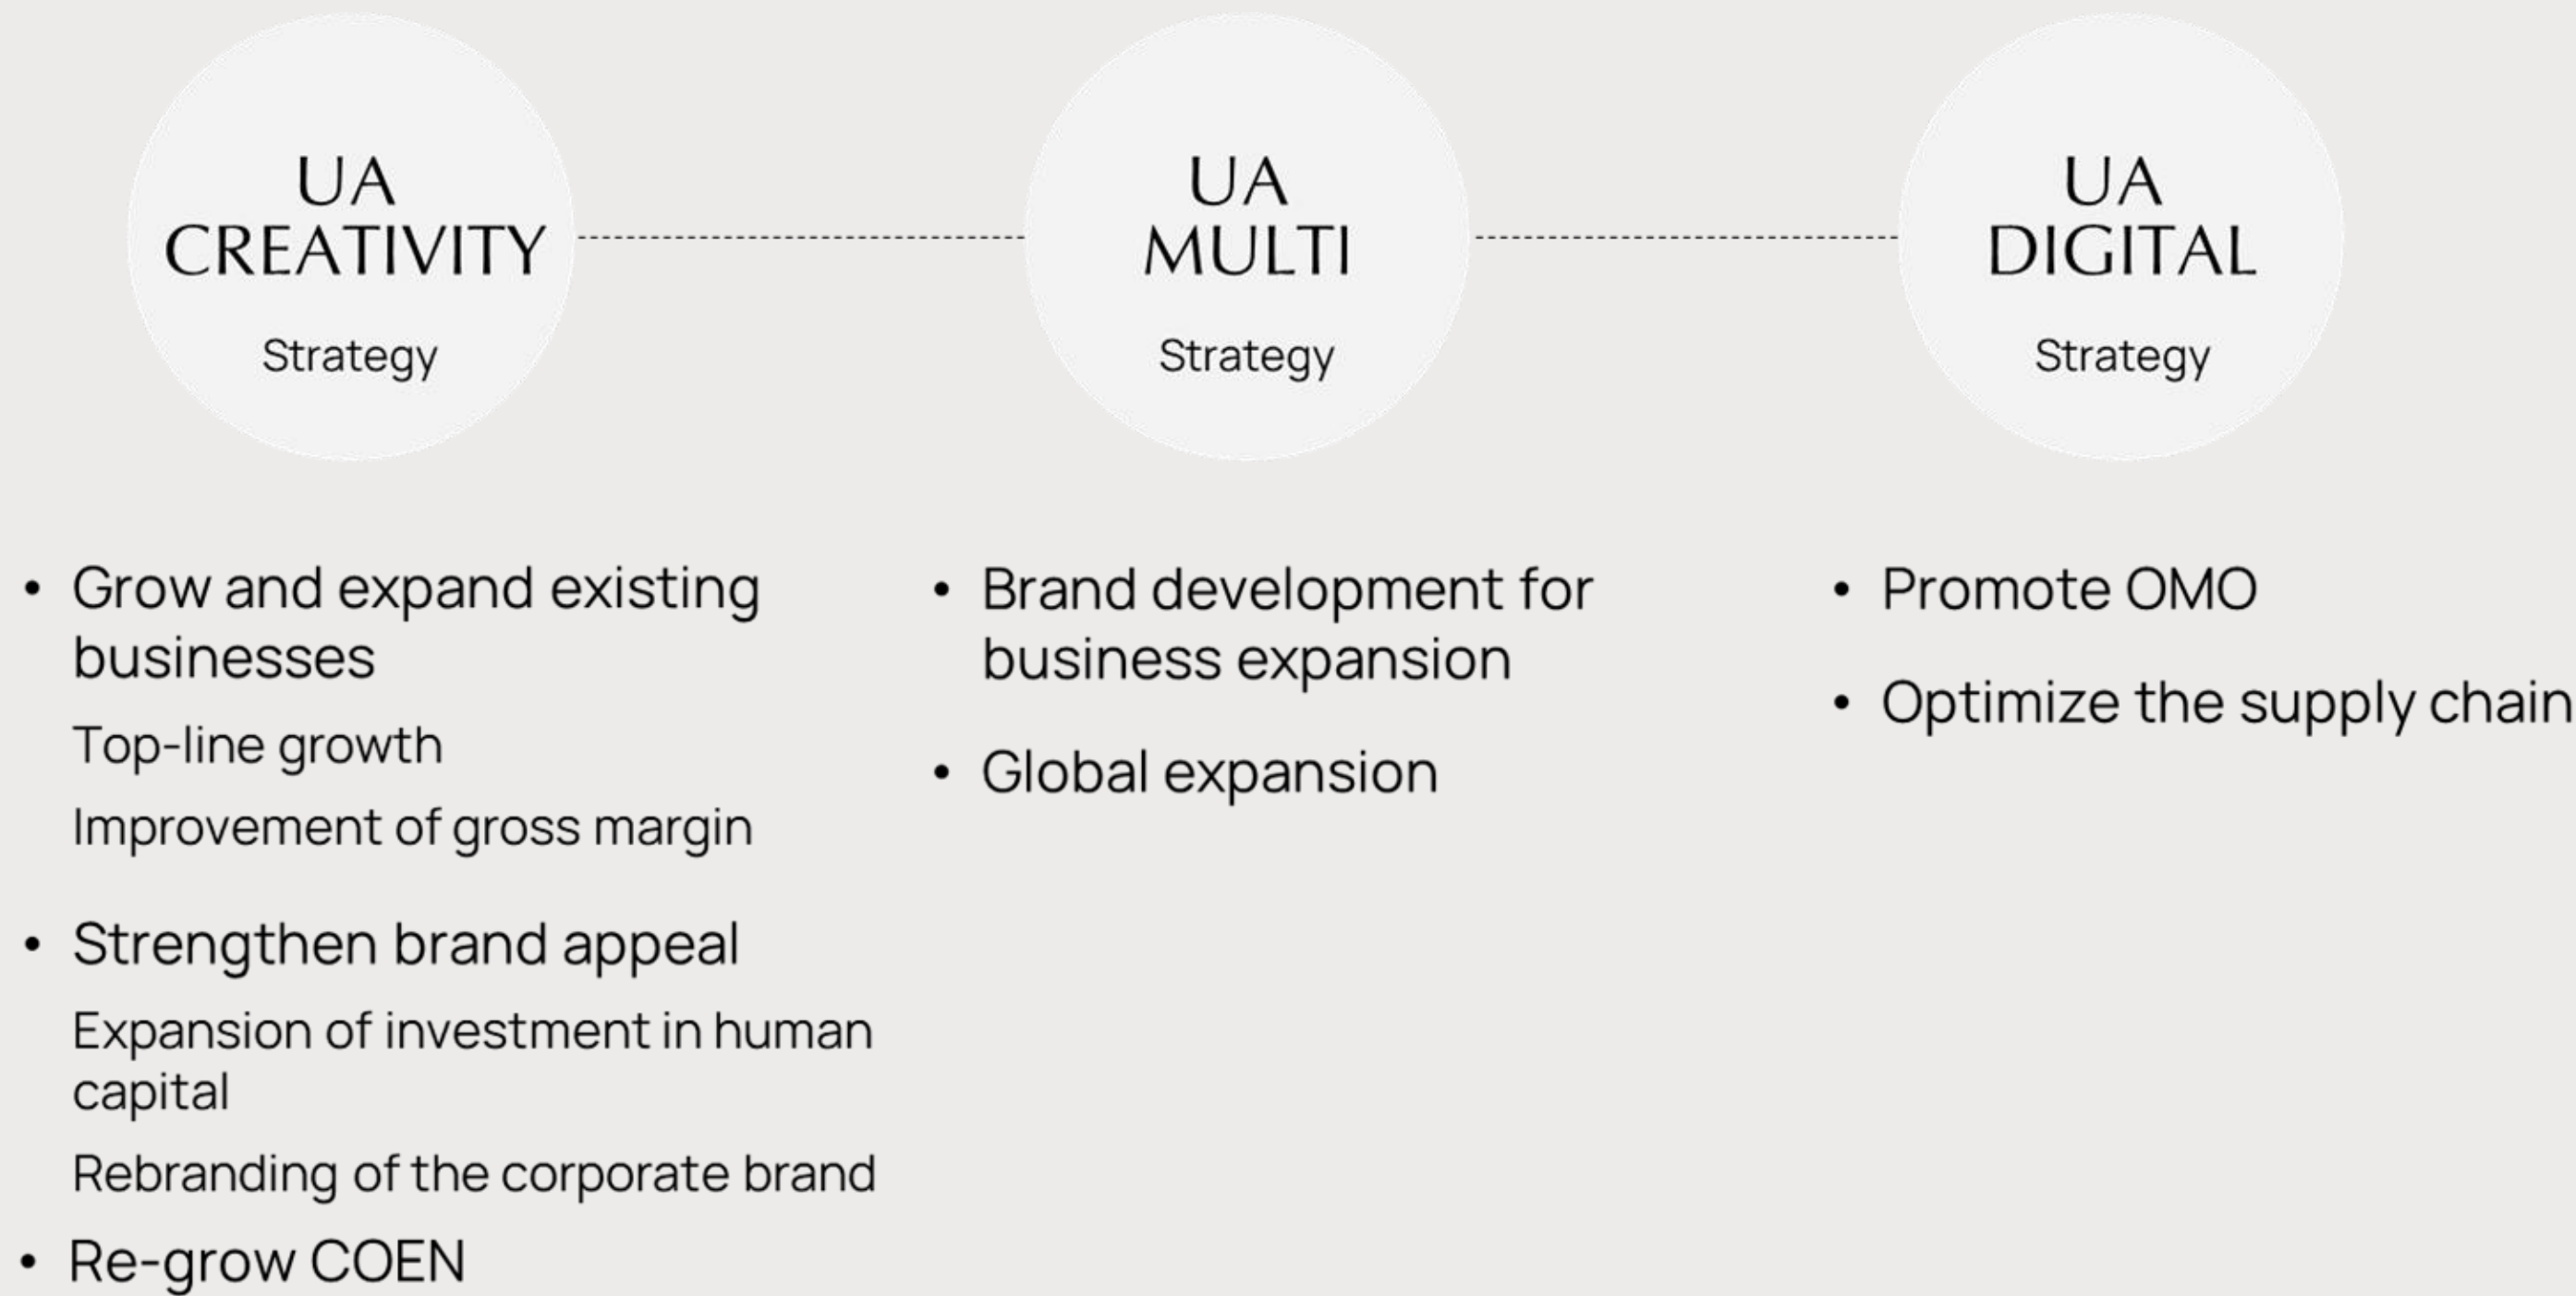 UA
CREATIVITY
Strategy
UA
MULTI
Strategy
UA
DIGITAL
Strategy
• Grow and expand existing
businesses
Top-line growth
Improvement of gross margin
• Strengthen brand appeal
Expansion of investment in human
capital
Rebranding of the corporate brand
• Re-grow COEN
• Brand development for
business expansion
• Global expansion
• Promote OMO
• Optimize the supply chain